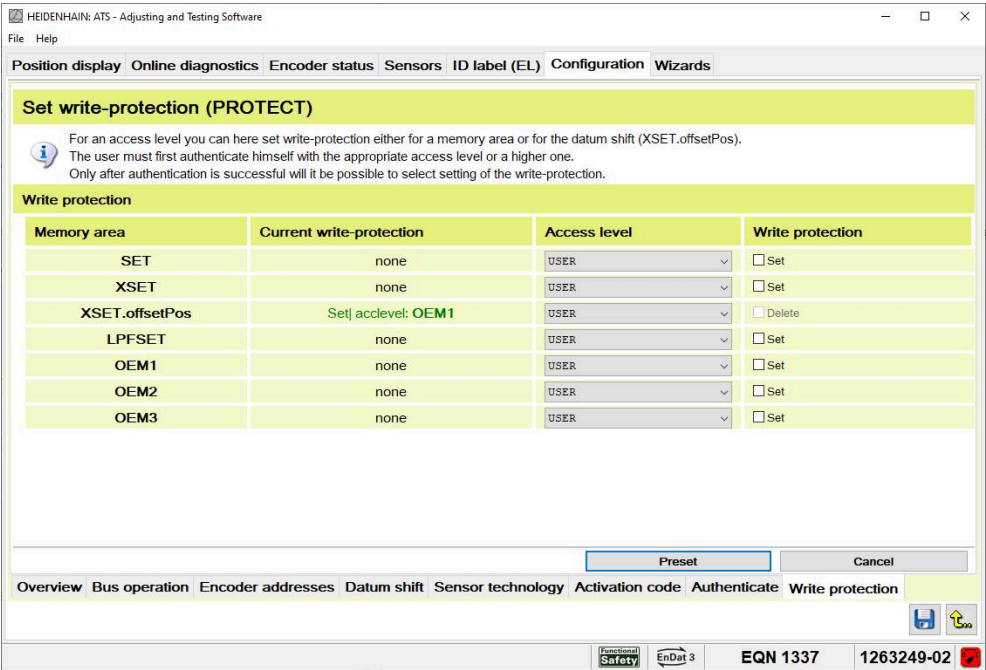 HEIDENHAIN: ATS - Adjusting and Testing Software
File Help
Position display Online diagnostics Encoder status Sensors ID label (EL) Configuration Wizards
Set write-protection (PROTECT)
For an access level you can here set write-protection either for a memory area or for the datum shift (XSET.offsetPos).
The user must first authenticate himself with the appropriate access level or a higher one.
Only after authentication is successful will it be possible to select setting of the write-protection.
Write protection
Memory area Current write-protection Access level Write protection
SET none USER Set
XSET none USER Set
XSET.offsetPos Set| acclevel: OEM1 USER Delete
LPFSET none USER Set
OEM1 none USER Set
OEM2 none USER Set
OEM3 none USER Set
Preset Cancel
Overview Bus operation Encoder addresses Datum shift Sensor technology Activation code Authenticate Write protection
Functional Safety EnDat 3 EQN 1337 1263249-02